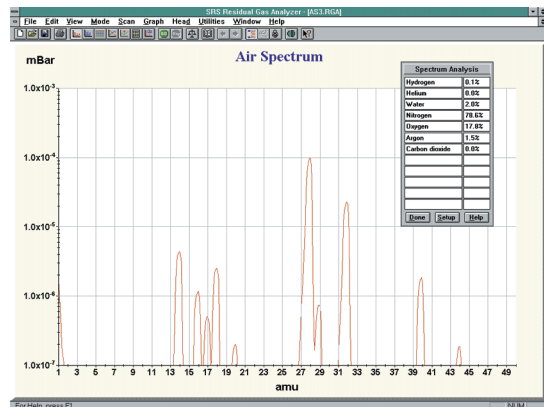 SRS Residual Gas Analyzer - [AS3.RGA]
File Edit View Mode Scan Graph Head Utilities Window Help
Air Spectrum
mBar
1.0x10-3
1.0x10-4
1.0x10-5
1.0x10-6
1.0x10-7
1 3 5 7 9 11 13 15 17 19 21 23 25 27 29 31 33 35 37 39 41 43 45 47 49
amu
Spectrum Analysis
Hydrogen 0.1%
Helium 0.0%
Water 2.0%
Nitrogen 78.6%
Oxygen 17.8%
Argon 1.5%
Carbon dioxide 0.0%
Done Setup Help
For Help, press F1 NUM